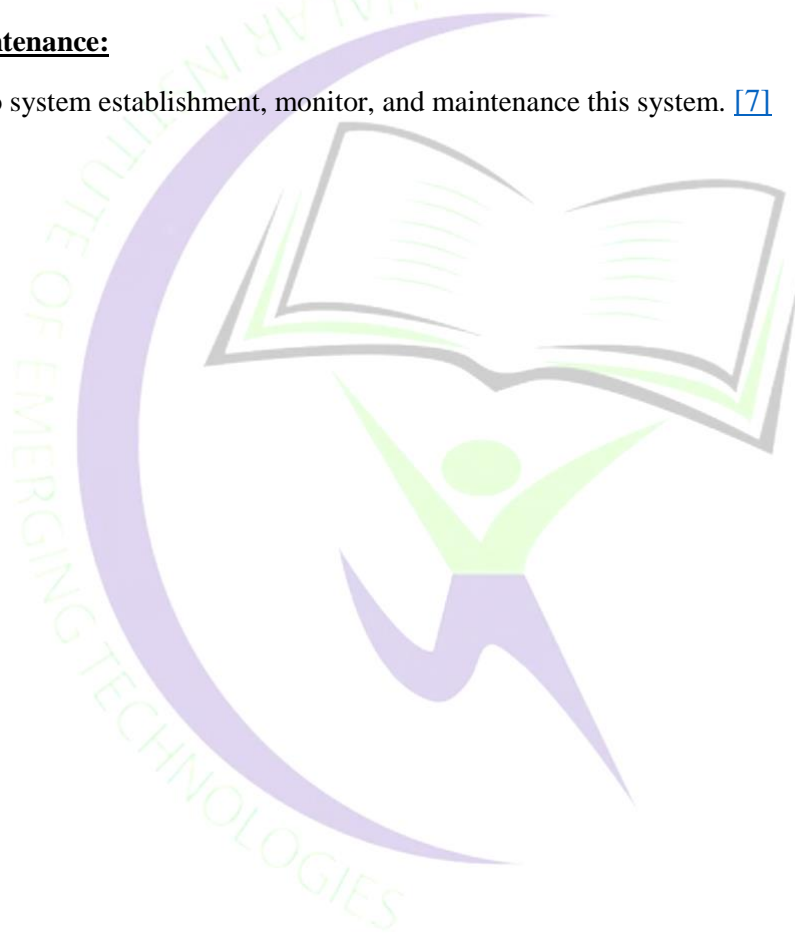 ntenance:
o system establishment, monitor, and maintenance this system. [7]
INSTITUTE OF EMERGING TECHNOLOGIES